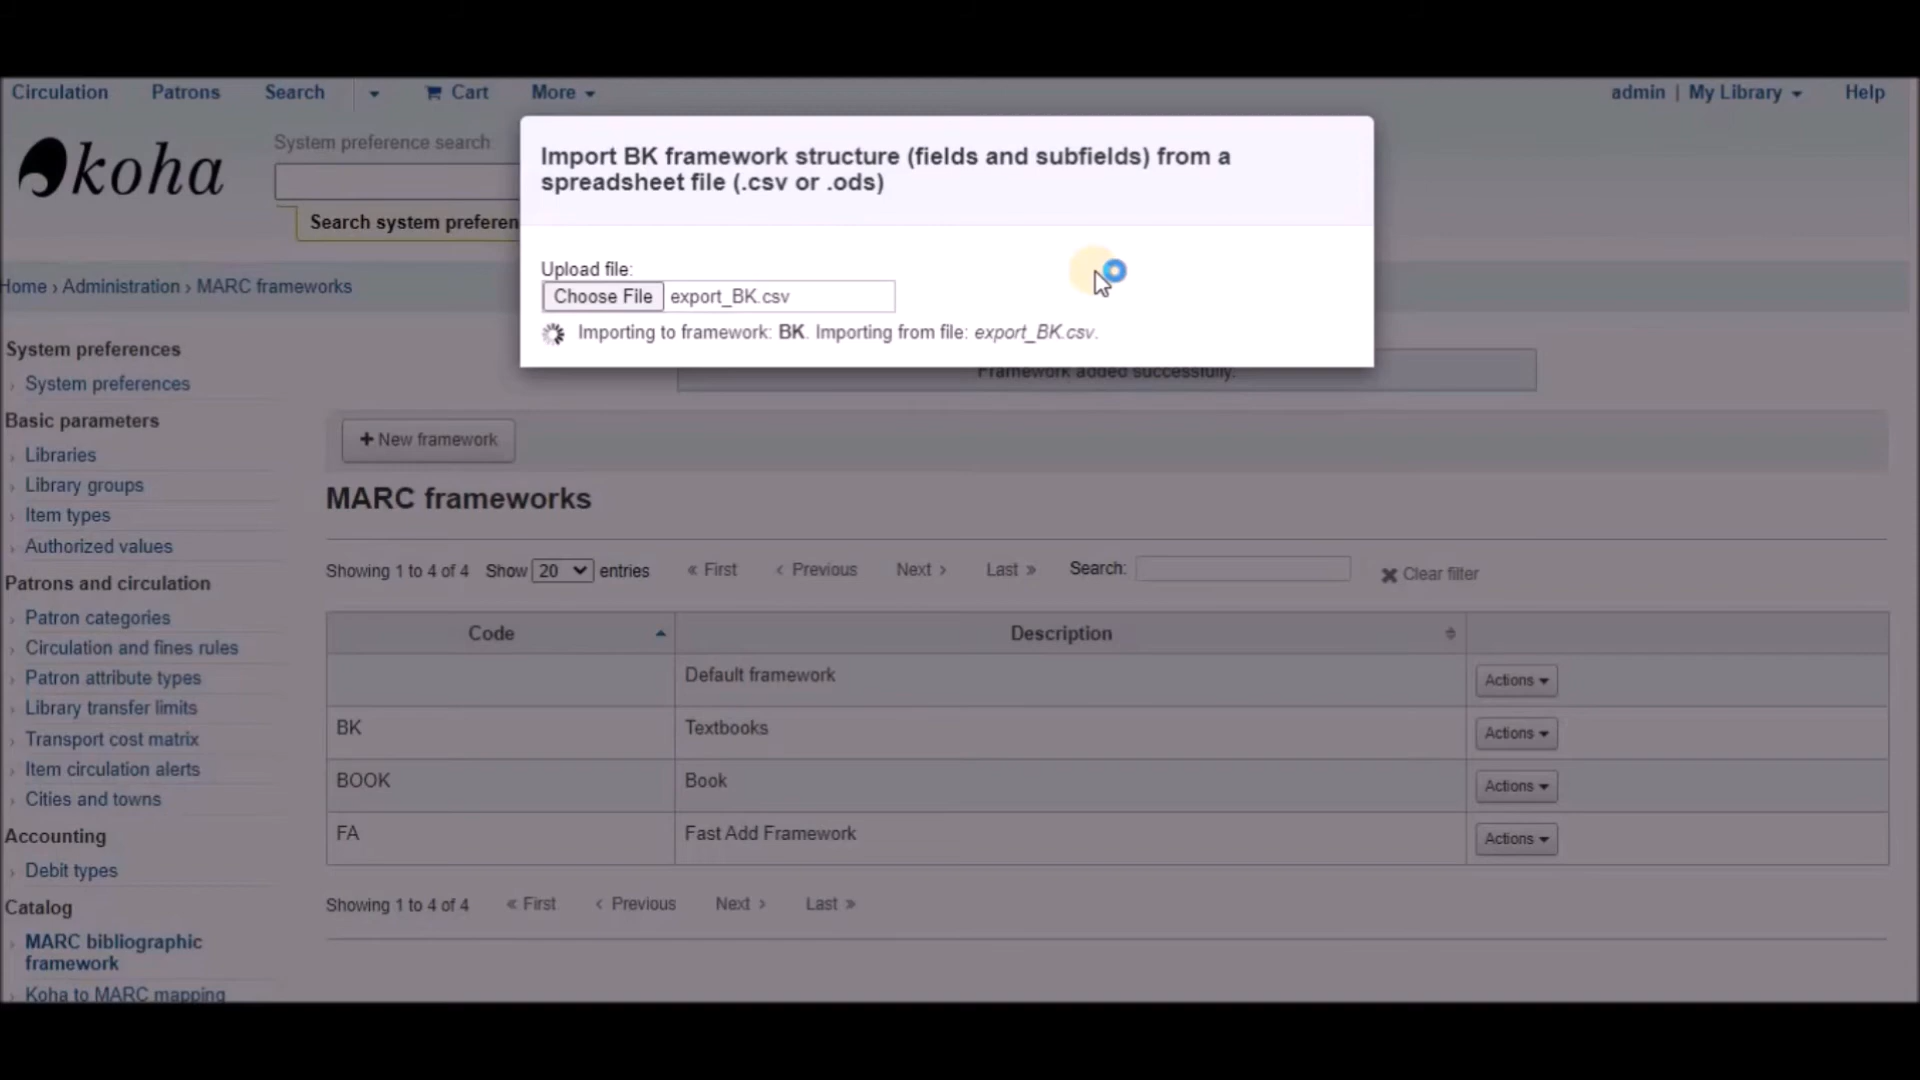 Circulation Patrons Search Cart More admin | My Library Help
koha
System preference search
Search system preferen
Import BK framework structure (fields and subfields) from a
spreadsheet file (.csv or .ods)
Upload file:
Choose File export_BK.csv
Importing to framework: BK. Importing from file: export_BK.csv.
Home › Administration › MARC frameworks
Framework added successfully.
System preferences
System preferences
Basic parameters
Libraries
Library groups
Item types
Authorized values
Patrons and circulation
Patron categories
Circulation and fines rules
Patron attribute types
Library transfer limits
Transport cost matrix
Item circulation alerts
Cities and towns
Accounting
Debit types
Catalog
MARC bibliographic
framework
Koha to MARC mapping
+ New framework
MARC frameworks
Showing 1 to 4 of 4 Show 20 entries « First ‹ Previous Next › Last » Search: Clear filter
Code Description
Default framework Actions
BK Textbooks Actions
BOOK Book Actions
FA Fast Add Framework Actions
Showing 1 to 4 of 4 « First ‹ Previous Next › Last »